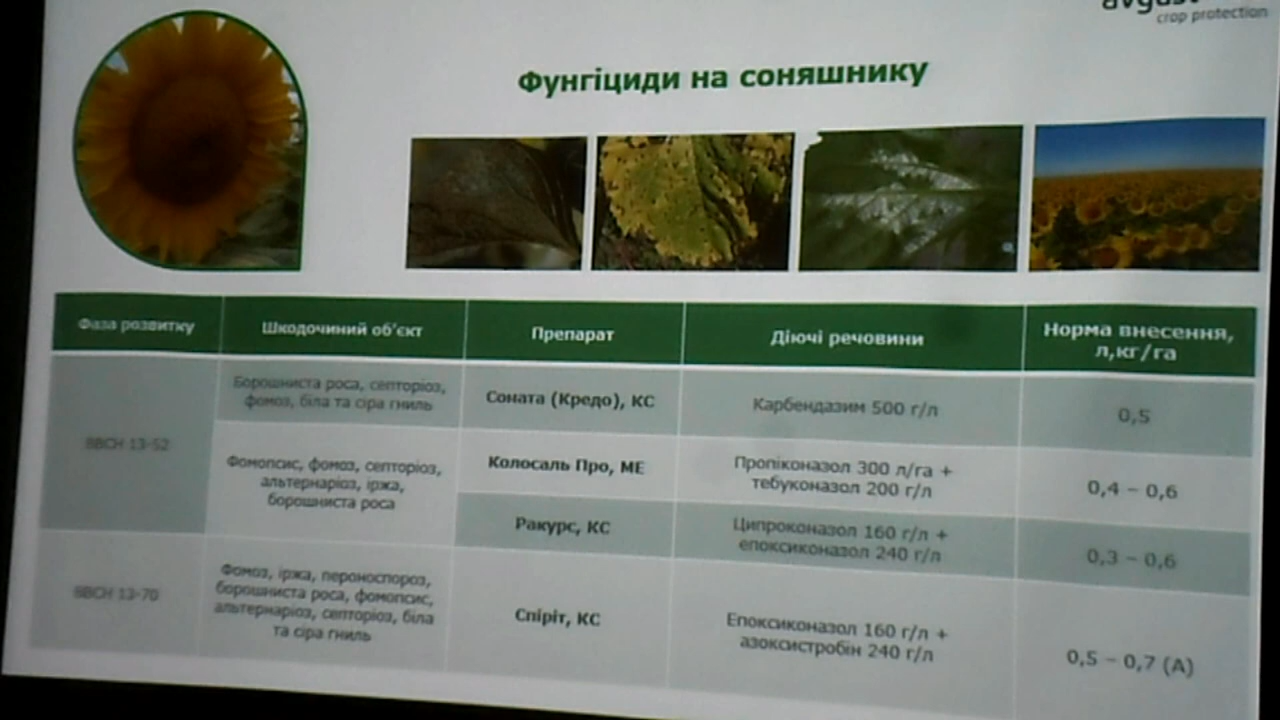 avgust
crop protection
Фунгіциди на соняшнику
Фаза розвитку
Шкодочиний об'єкт
Препарат
Діючі речовини
Норма внесення,
л,кг/га
ВВСН 13-52
Борошниста роса, септоріоз,
фомоз, біла та сіра гниль
Соната (Кредо), КС
Карбендазим 500 г/л
0,5
Фомопсис, фомоз, септоріоз,
альтернаріоз, іржа,
борошниста роса
Колосаль Про, МЕ
Пропіконазол 300 л/га +
тебуконазол 200 г/л
0,4 – 0,6
Ракурс, КС
Ципроконазол 160 г/л +
епоксиконазол 240 г/л
0,3 – 0,6
ВВСН 13-70
Фомоз, іржа, пероноспороз,
борошниста роса, фомопсис,
альтернаріоз, септоріоз, біла
та сіра гниль
Спіріт, КС
Епоксиконазол 160 г/л +
азоксистробін 240 г/л
0,5 – 0,7 (А)